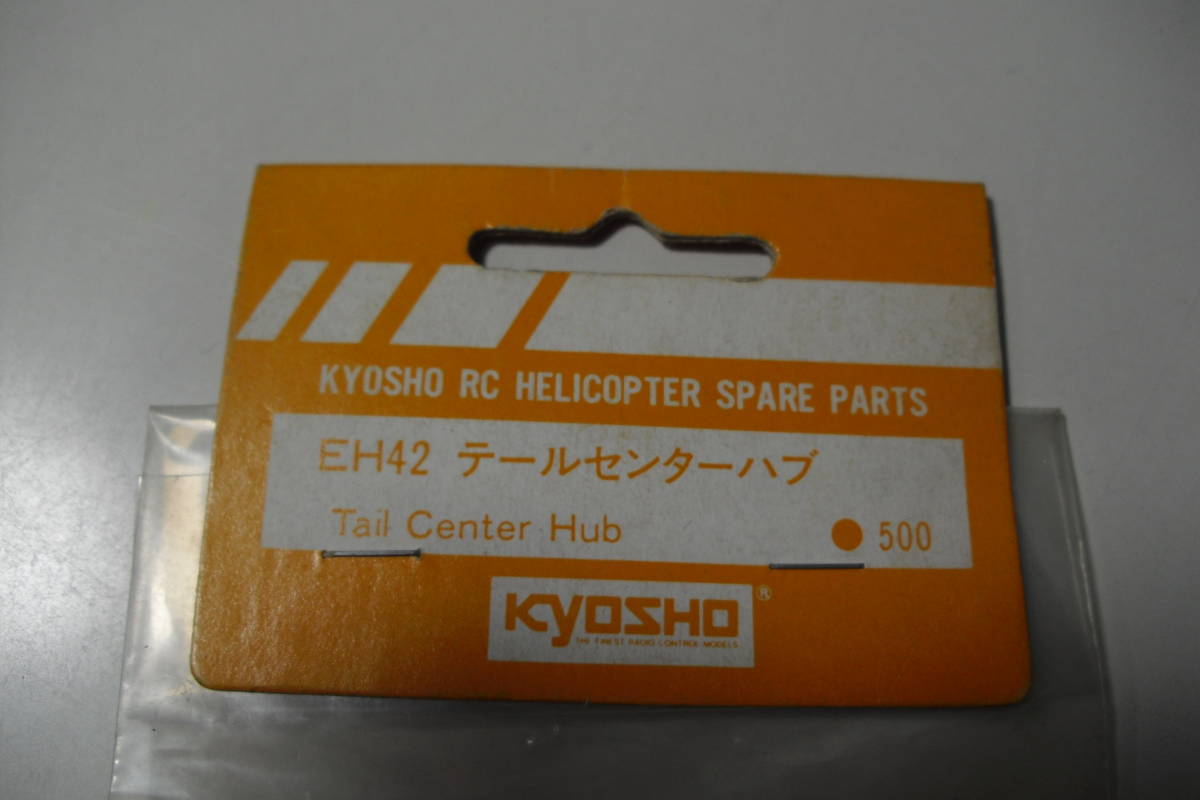 KYOSHO RC HELICOPTER SPARE PARTS
EH42 テールセンターハブ
Tail Center Hub ● 500
KYOSHO ®
THE FINEST RADIO CONTROL MODELS